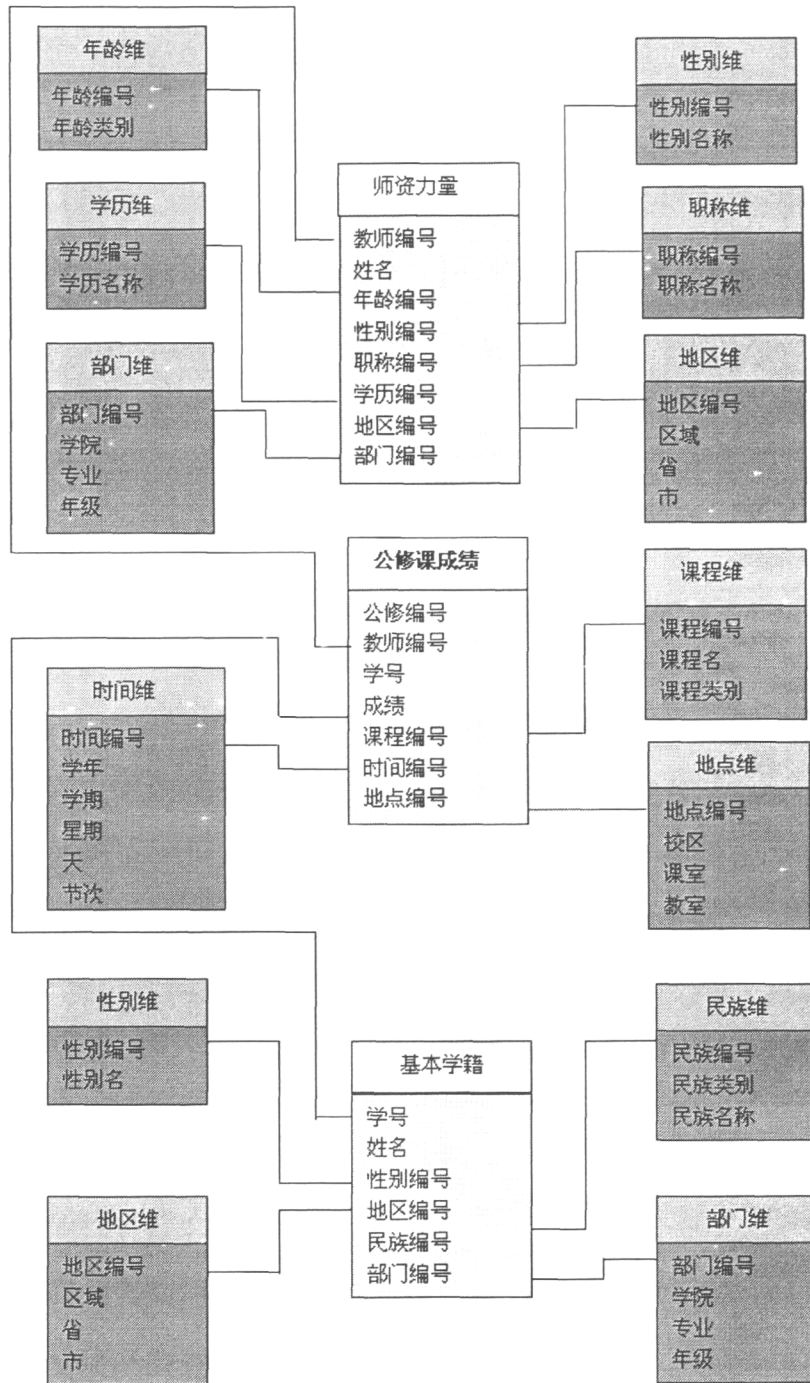 年龄维
年龄编号
年龄类别
学历维
学历编号
学历名称
部门维
部门编号
学院
专业
年级
师资力量
教师编号
姓名
年龄编号
性别编号
职称编号
学历编号
地区编号
部门编号
性别维
性别编号
性别名称
职称维
职称编号
职称名称
地区维
地区编号
区域
省
市
时间维
时间编号
学年
学期
星期
天
节次
公修课成绩
公修编号
教师编号
学号
成绩
课程编号
时间编号
地点编号
课程维
课程编号
课程名
课程类别
地点维
地点编号
校区
课室
教室
性别维
性别编号
性别名
地区维
地区编号
区域
省
市
基本学籍
学号
姓名
性别编号
地区编号
民族编号
部门编号
民族维
民族编号
民族类别
民族名称
部门维
部门编号
学院
专业
年级